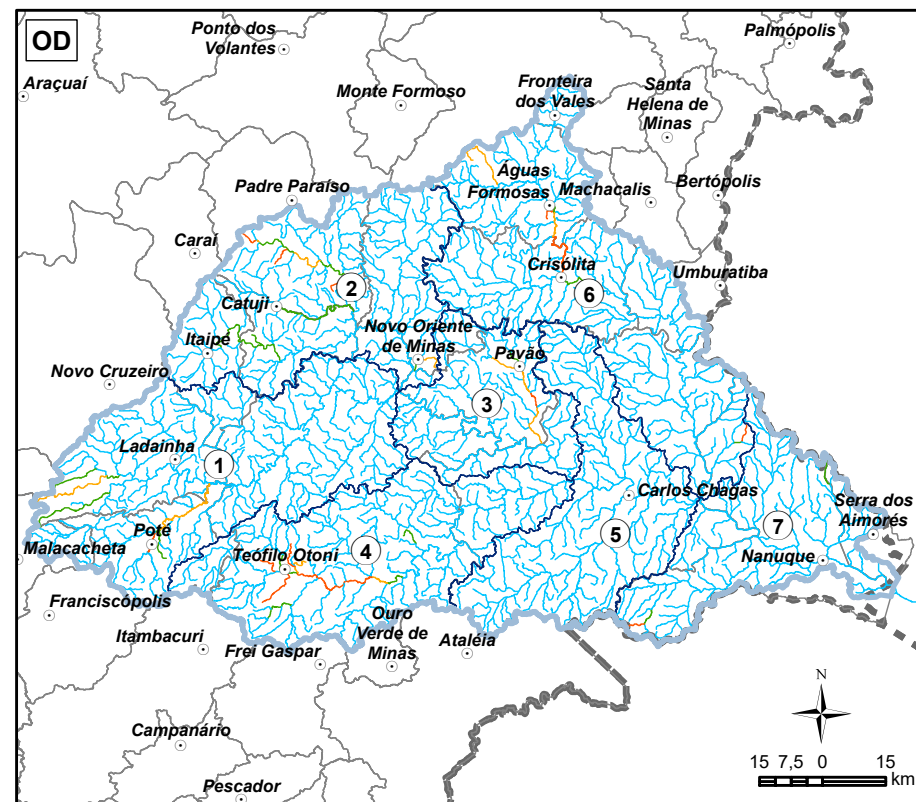 OD
Ponto dos
Volantes
Palmópolis
Araçuaí
Monte Formoso
Fronteira
dos Vales
Santa
Helena de
Minas
Águas
Formosas
Machacalis
Bertópolis
Padre Paraíso
Caraí
Crisólita
Umburatiba
2
6
Catuji
Itaipé
Novo Oriente
de Minas
Pavão
Novo Cruzeiro
3
Ladainha
1
Carlos Chagas
Serra dos
Aimorés
5
7
Malacacheta
Poté
Teófilo Otoni
4
Nanuque
Franciscópolis
Itambacuri
Frei Gaspar
Ouro
Verde de
Minas
Ataléia
N
Campanário
Pescador
15 7,5 0 15
km